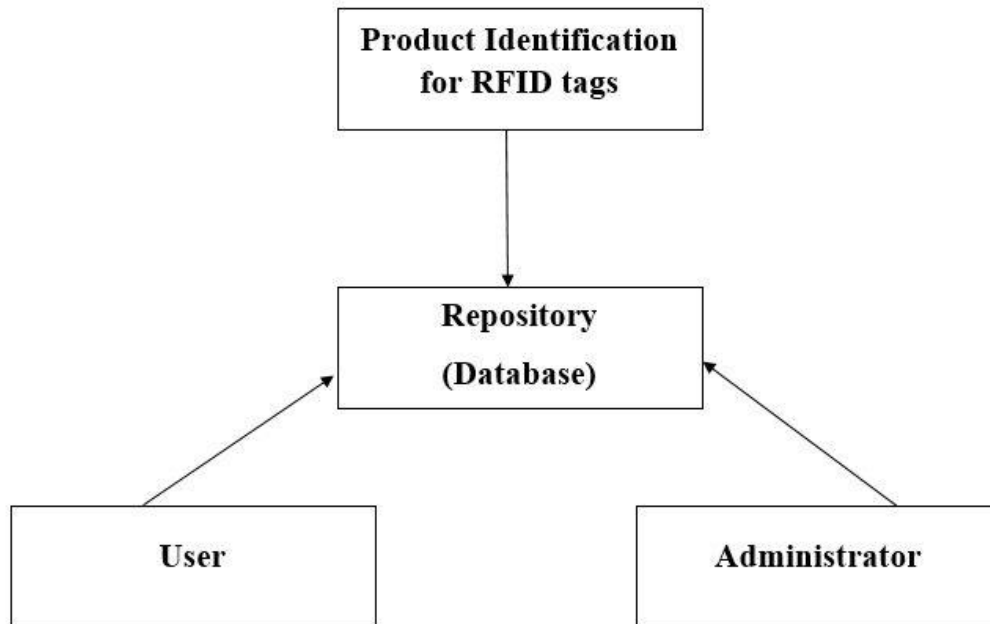 Product Identification
for RFID tags
Repository
(Database)
User
Administrator